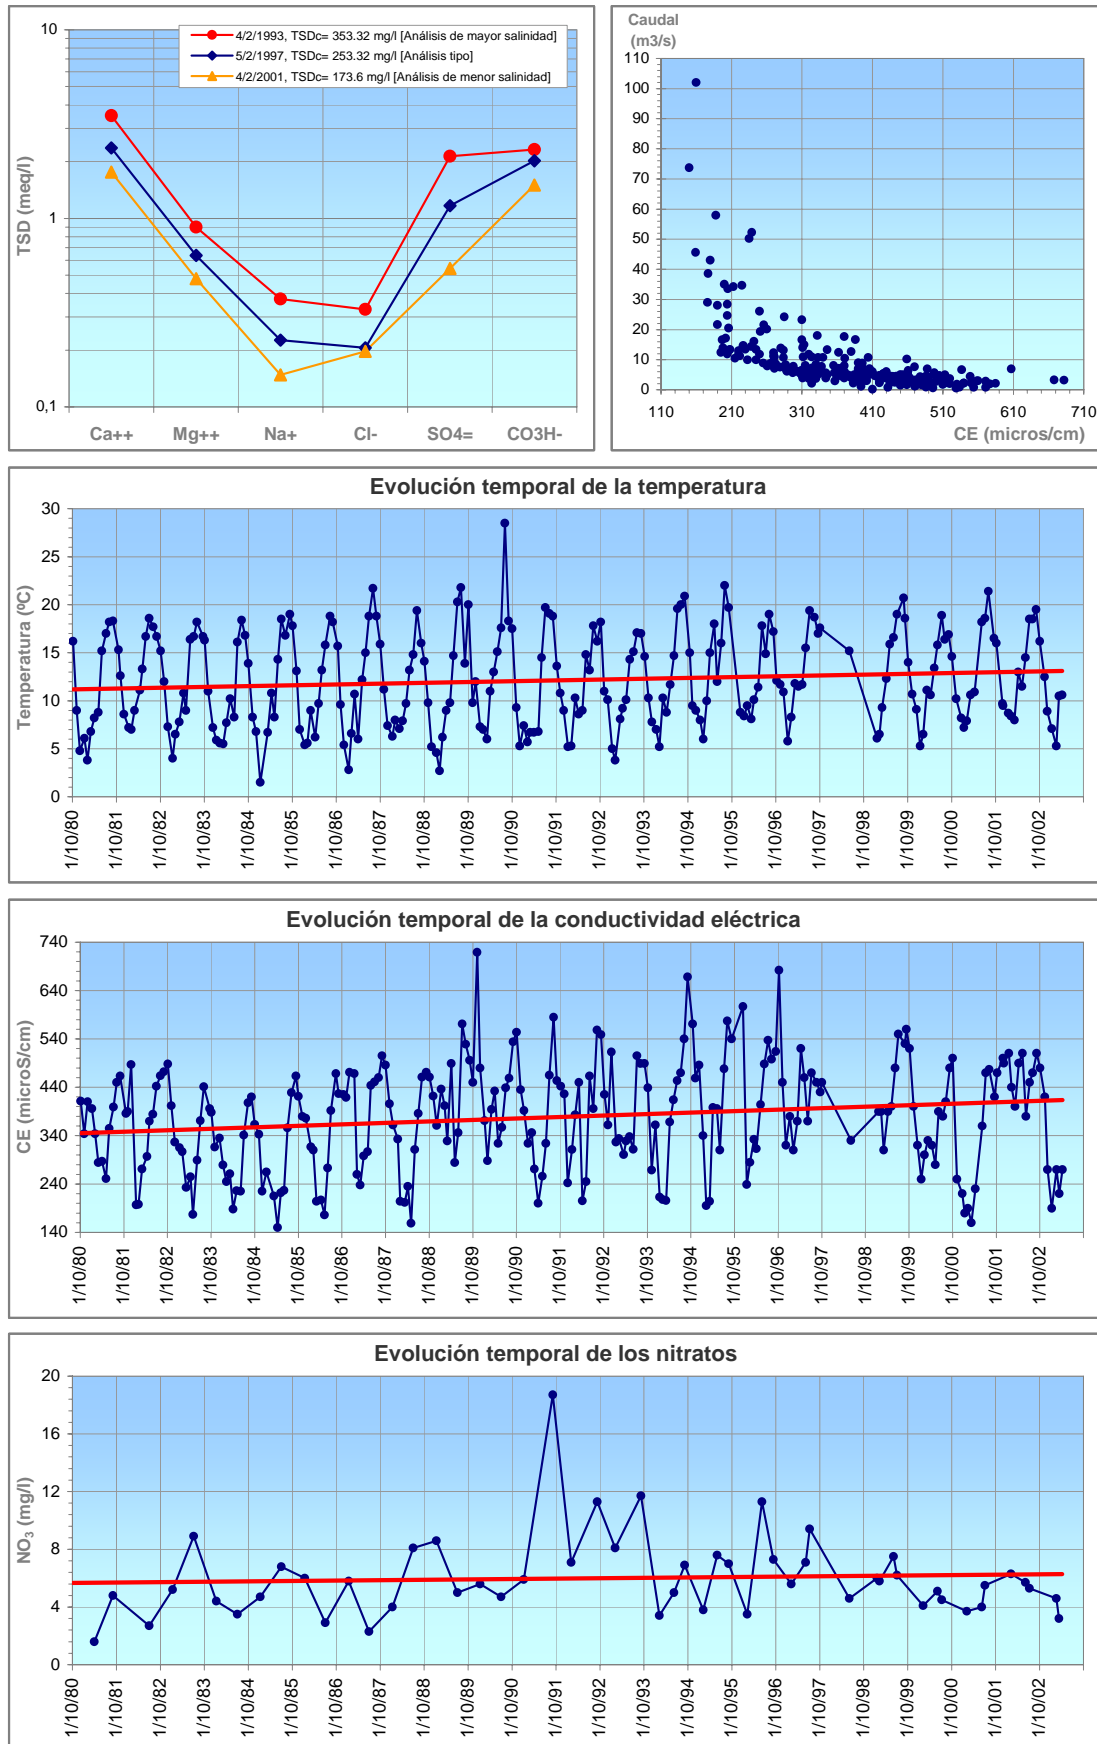 10
1
0,1
TSD (meq/l)
4/2/1993, TSDc= 353.32 mg/l [Análisis de mayor salinidad]
5/2/1997, TSDc= 253.32 mg/l [Análisis tipo]
4/2/2001, TSDc= 173.6 mg/l [Análisis de menor salinidad]
Ca++ Mg++ Na+ Cl- SO4= CO3H-
Caudal
(m3/s)
110
100
90
80
70
60
50
40
30
20
10
0
110 210 310 410 510 610 710
CE (micros/cm)
Evolución temporal de la temperatura
Temperatura (ºC)
30
25
20
15
10
5
0
1/10/80 1/10/81 1/10/82 1/10/83 1/10/84 1/10/85 1/10/86 1/10/87 1/10/88 1/10/89 1/10/90 1/10/91 1/10/92 1/10/93 1/10/94 1/10/95 1/10/96 1/10/97 1/10/98 1/10/99 1/10/00 1/10/01 1/10/02
Evolución temporal de la conductividad eléctrica
CE (microS/cm)
740
640
540
440
340
240
140
1/10/80 1/10/81 1/10/82 1/10/83 1/10/84 1/10/85 1/10/86 1/10/87 1/10/88 1/10/89 1/10/90 1/10/91 1/10/92 1/10/93 1/10/94 1/10/95 1/10/96 1/10/97 1/10/98 1/10/99 1/10/00 1/10/01 1/10/02
Evolución temporal de los nitratos
NO3 (mg/l)
20
16
12
8
4
0
1/10/80 1/10/81 1/10/82 1/10/83 1/10/84 1/10/85 1/10/86 1/10/87 1/10/88 1/10/89 1/10/90 1/10/91 1/10/92 1/10/93 1/10/94 1/10/95 1/10/96 1/10/97 1/10/98 1/10/99 1/10/00 1/10/01 1/10/02